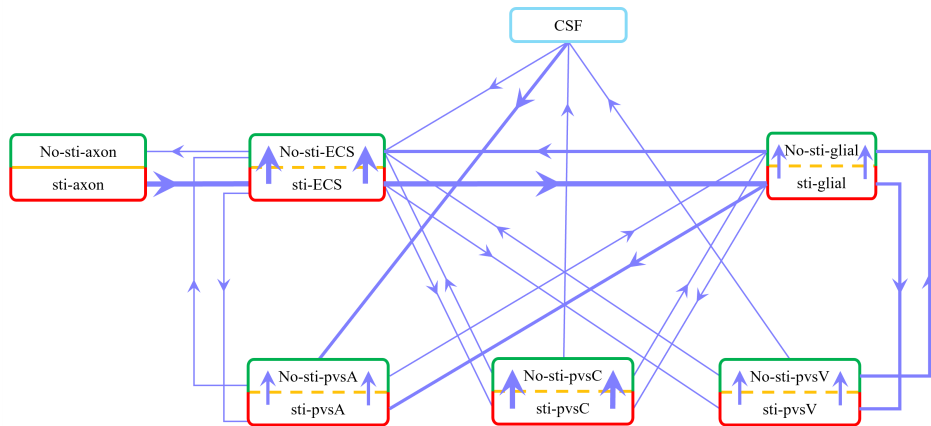 CSF
No-sti-axon
sti-axon
No-sti-ECS
sti-ECS
No-sti-glial
sti-glial
No-sti-pvsA
sti-pvsA
No-sti-pvsC
sti-pvsC
No-sti-pvsV
sti-pvsV